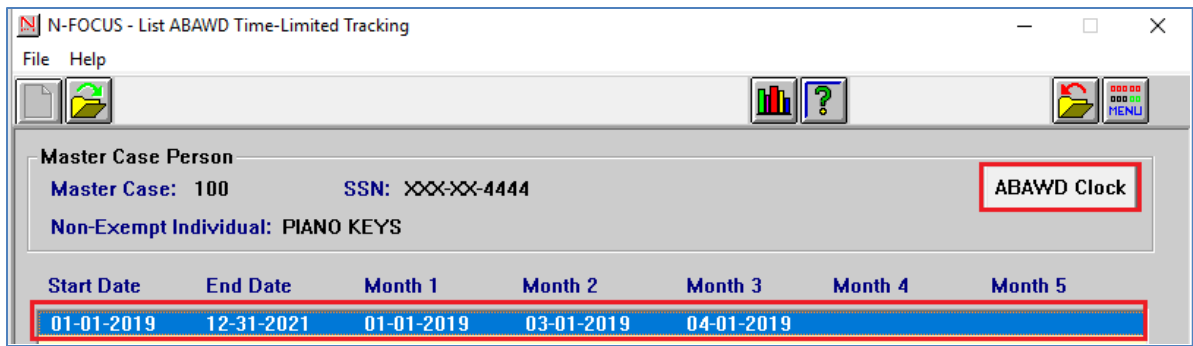 N-FOCUS - List ABAWD Time-Limited Tracking
File Help
? MENU
Master Case Person
Master Case: 100 SSN: XXX-XX-4444 ABAWD Clock
Non-Exempt Individual: PIANO KEYS
Start Date End Date Month 1 Month 2 Month 3 Month 4 Month 5
01-01-2019 12-31-2021 01-01-2019 03-01-2019 04-01-2019